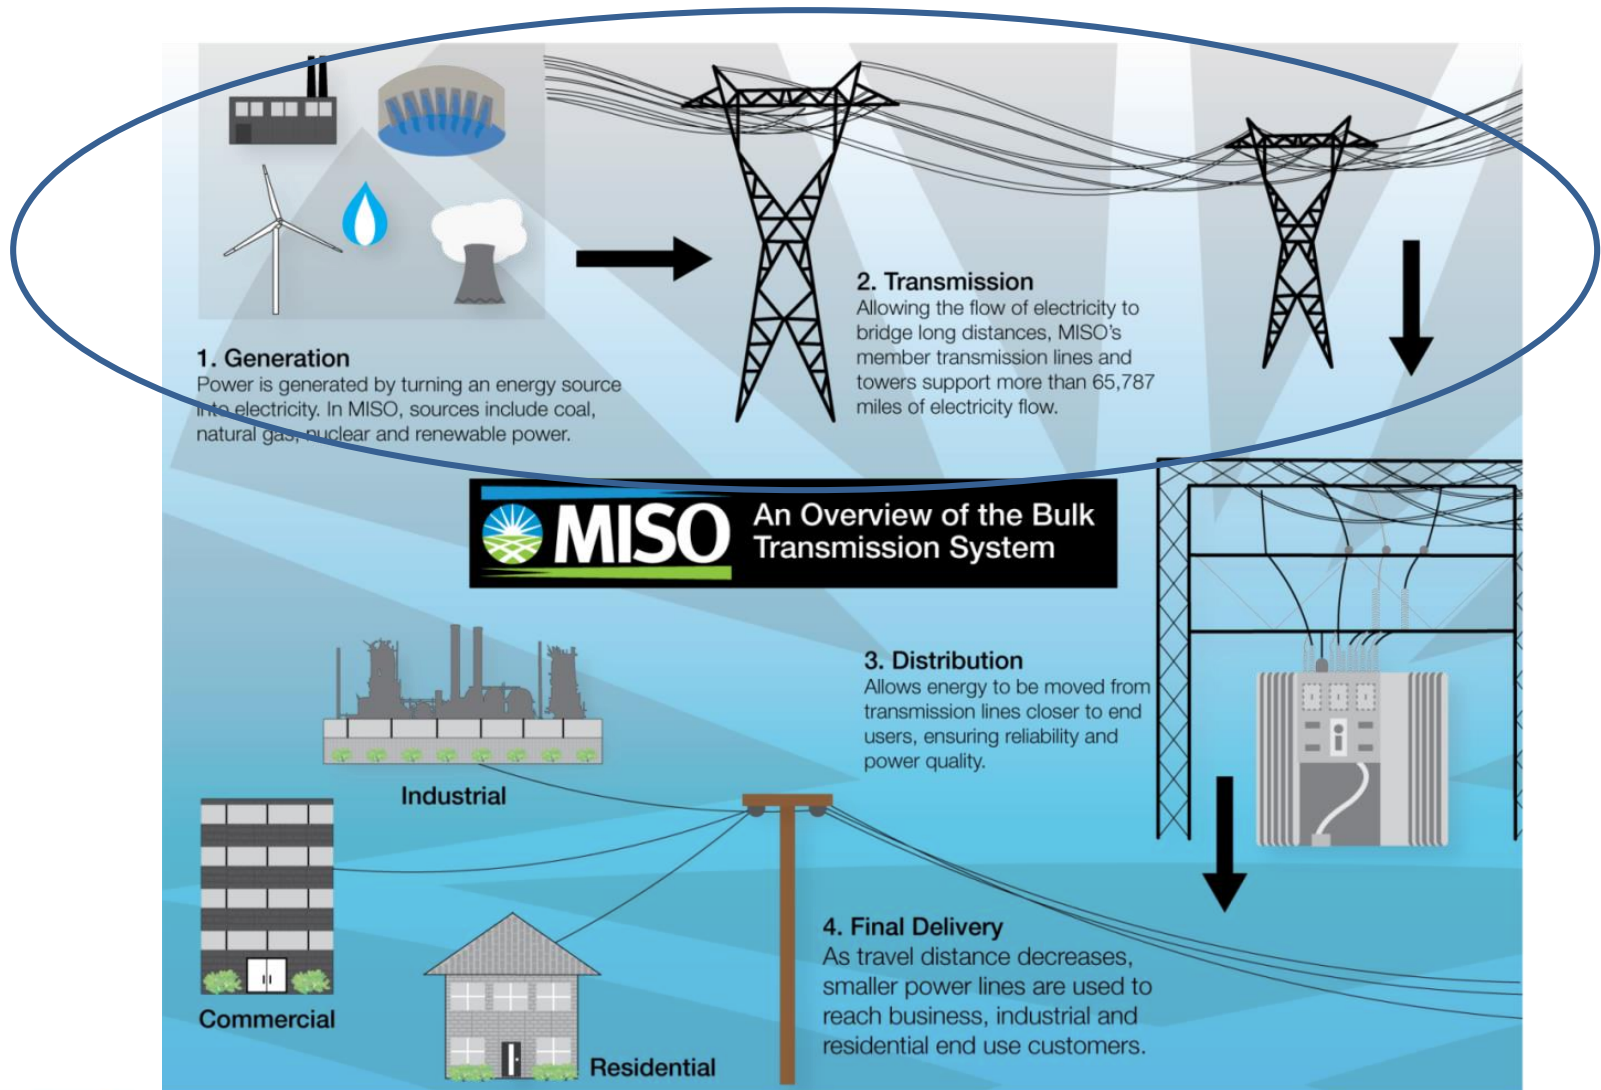 1. Generation
Power is generated by turning an energy source
into electricity. In MISO, sources include coal,
natural gas, nuclear and renewable power.
2. Transmission
Allowing the flow of electricity to
bridge long distances, MISO's
member transmission lines and
towers support more than 65,787
miles of electricity flow.
MISO
An Overview of the Bulk
Transmission System
3. Distribution
Allows energy to be moved from
transmission lines closer to end
users, ensuring reliability and
power quality.
Industrial
Commercial
Residential
4. Final Delivery
As travel distance decreases,
smaller power lines are used to
reach business, industrial and
residential end use customers.